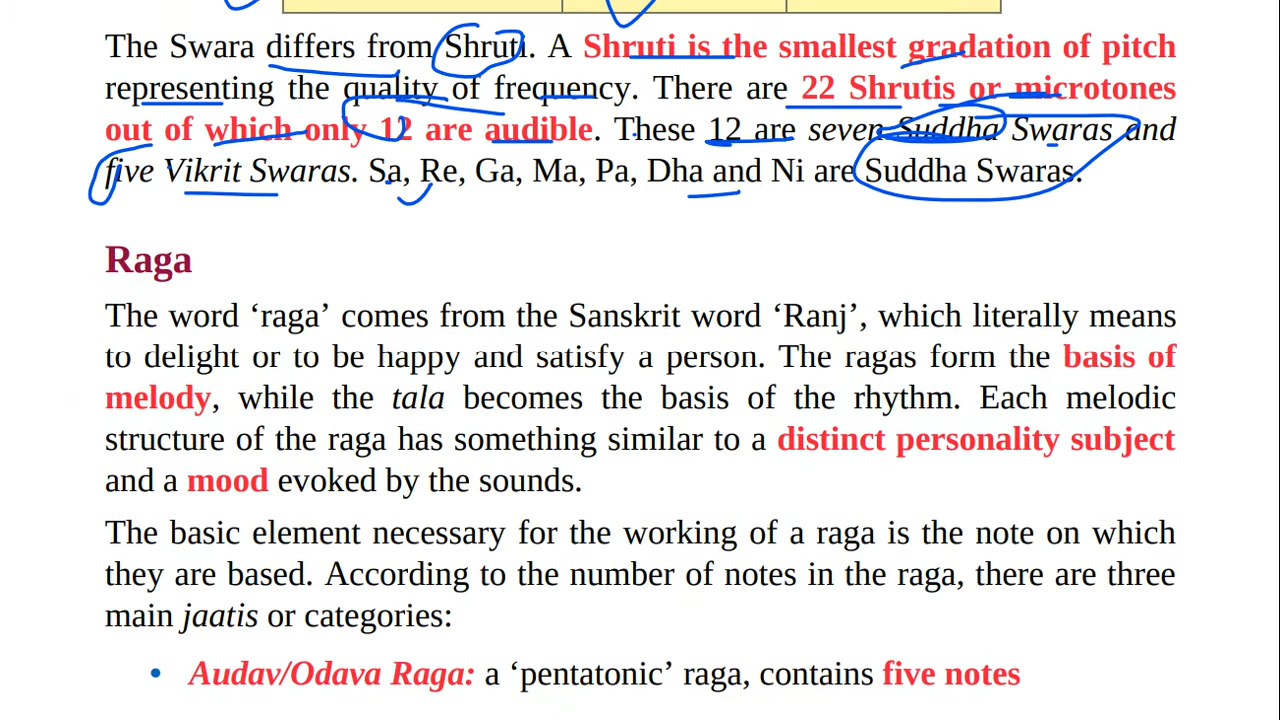 The Swara differs from Shruti. A Shruti is the smallest gradation of pitch
representing the quality of frequency. There are 22 Shrutis or microtones
out of which only 12 are audible. These 12 are seven Suddha Swaras and
five Vikrit Swaras. Sa, Re, Ga, Ma, Pa, Dha and Ni are Suddha Swaras.
Raga
The word ‘raga’ comes from the Sanskrit word ‘Ranj’, which literally means
to delight or to be happy and satisfy a person. The ragas form the basis of
melody, while the tala becomes the basis of the rhythm. Each melodic
structure of the raga has something similar to a distinct personality subject
and a mood evoked by the sounds.
The basic element necessary for the working of a raga is the note on which
they are based. According to the number of notes in the raga, there are three
main jaatis or categories:
• Audav/Odava Raga: a ‘pentatonic’ raga, contains five notes